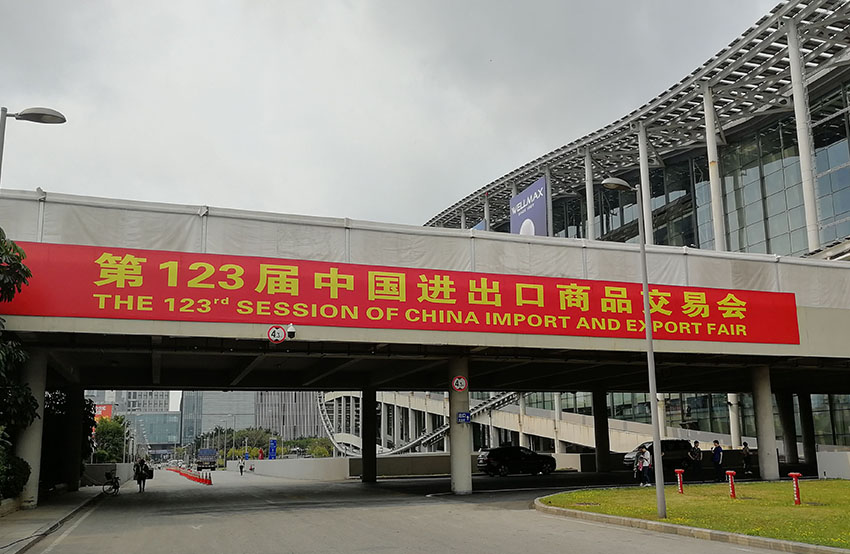 WELLMAX
第123届中国进出口商品交易会
THE 123rd SESSION OF CHINA IMPORT AND EXPORT FAIR